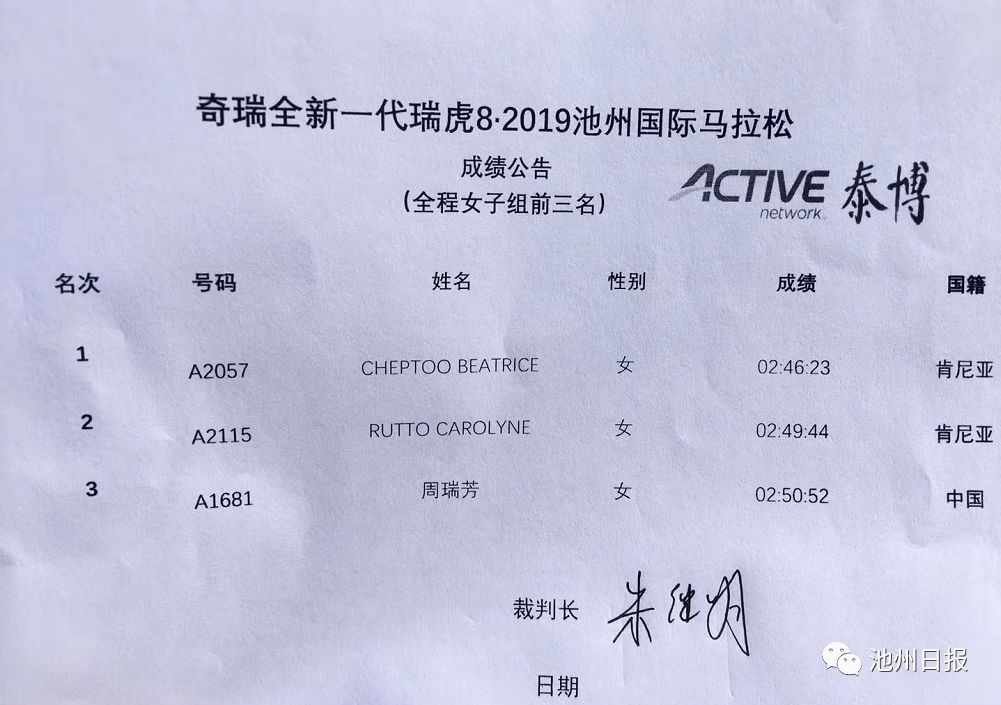 奇瑞全新一代瑞虎8·2019池州国际马拉松
成绩公告
(全程女子组前三名)
ACTIVE network 泰博
名次 号码 姓名 性别 成绩 国籍
1 A2057 CHEPTOO BEATRICE 女 02:46:23 肯尼亚
2 A2115 RUTTO CAROLYNE 女 02:49:44 肯尼亚
3 A1681 周瑞芳 女 02:50:52 中国
裁判长
日期
池州日报